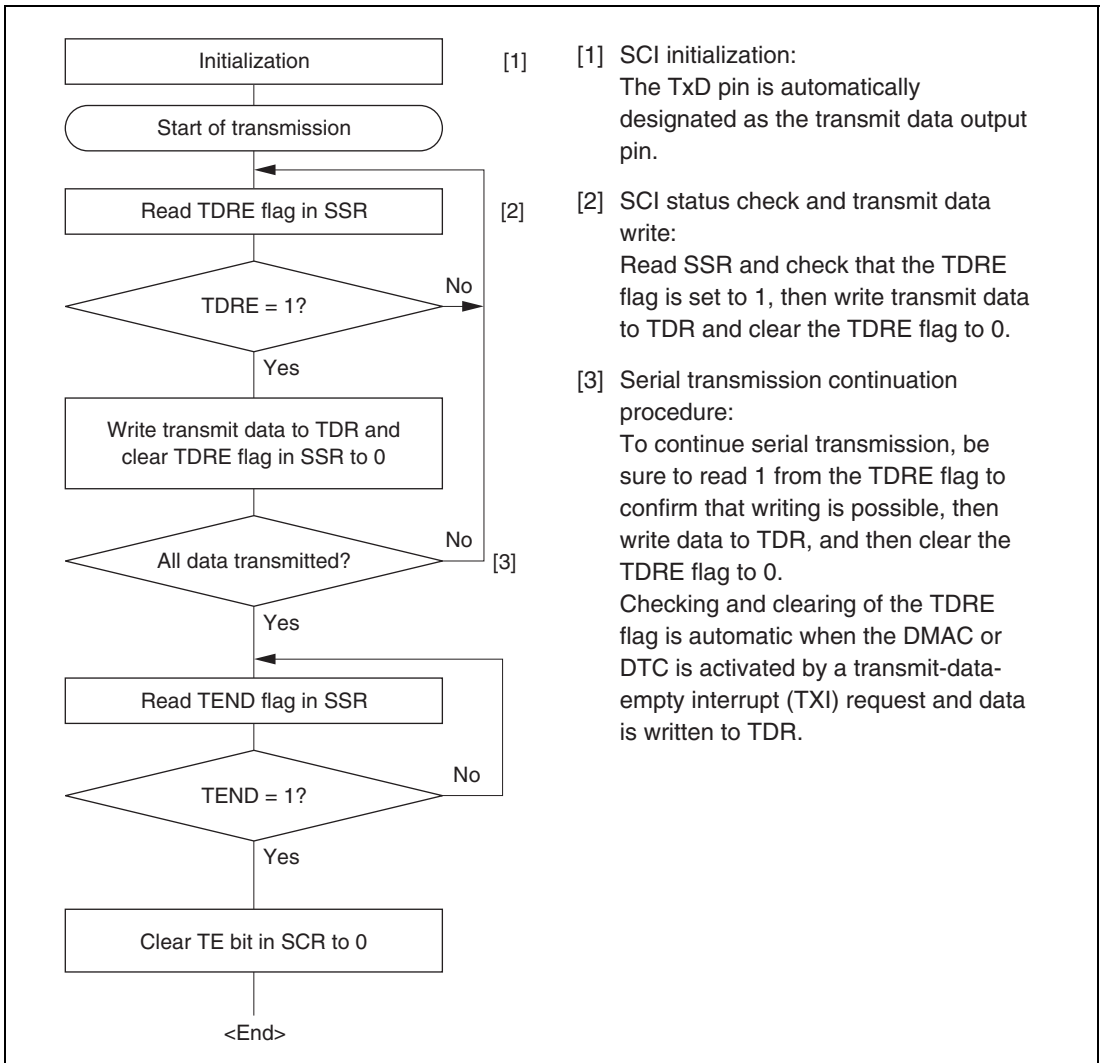 Initialization
[1]
Start of transmission
Read TDRE flag in SSR
[2]
TDRE = 1?
No
Yes
Write transmit data to TDR and
clear TDRE flag in SSR to 0
All data transmitted?
No
[3]
Yes
Read TEND flag in SSR
TEND = 1?
No
Yes
Clear TE bit in SCR to 0
<End>
[1] SCI initialization:
The TxD pin is automatically
designated as the transmit data output
pin.
[2] SCI status check and transmit data
write:
Read SSR and check that the TDRE
flag is set to 1, then write transmit data
to TDR and clear the TDRE flag to 0.
[3] Serial transmission continuation
procedure:
To continue serial transmission, be
sure to read 1 from the TDRE flag to
confirm that writing is possible, then
write data to TDR, and then clear the
TDRE flag to 0.
Checking and clearing of the TDRE
flag is automatic when the DMAC or
DTC is activated by a transmit-data-
empty interrupt (TXI) request and data
is written to TDR.